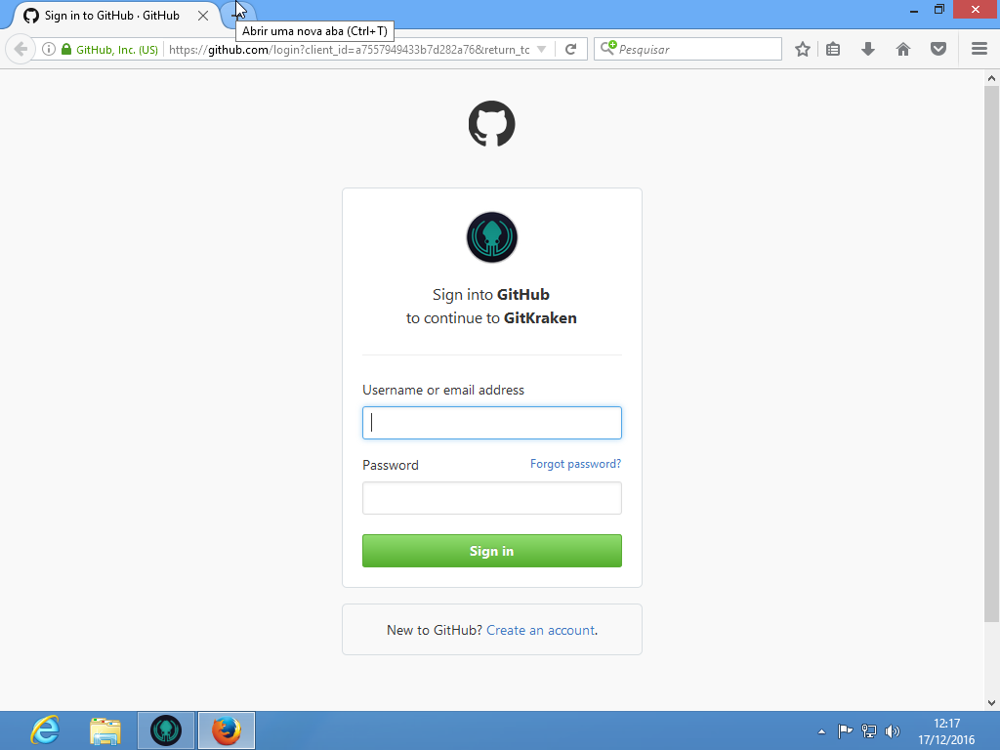 Sign in to GitHub · GitHub
Abrir uma nova aba (Ctrl+T)
GitHub, Inc. (US)
https://github.com/login?client_id=a7557949433b7d282a76&return_tc
Pesquisar
Sign into GitHub
to continue to GitKraken
Username or email address
Password
Forgot password?
Sign in
New to GitHub? Create an account.
12:17
17/12/2016